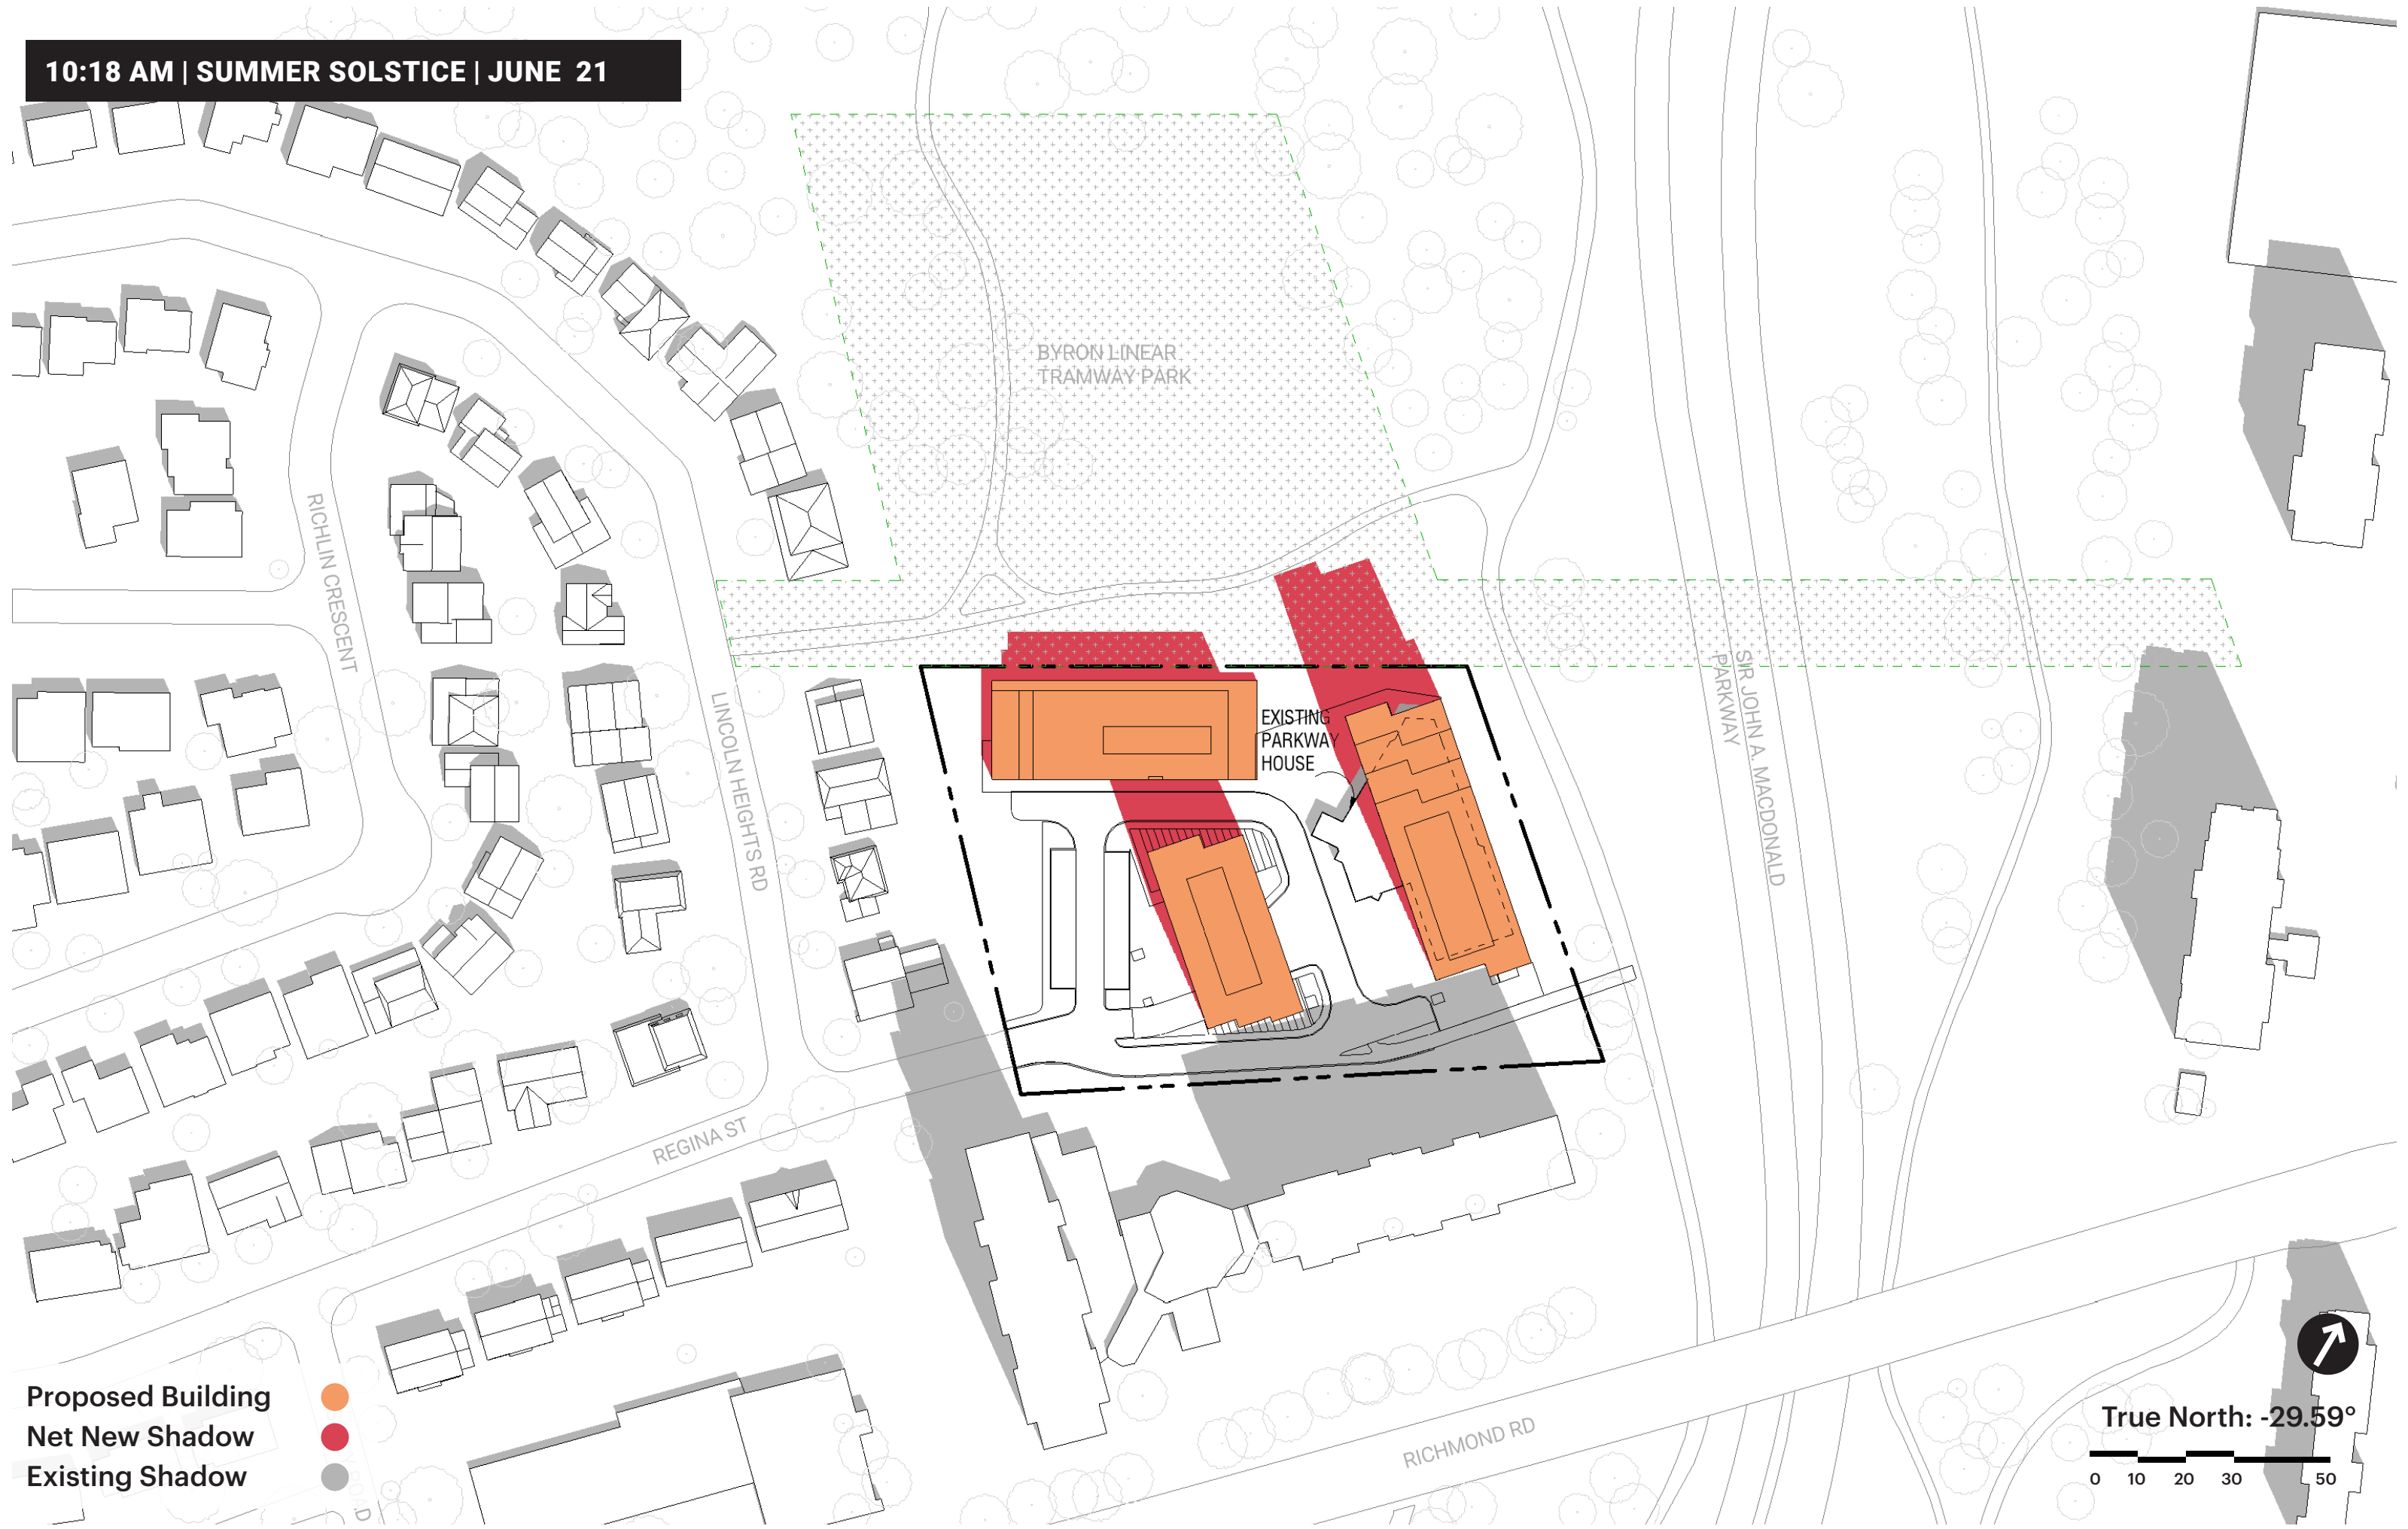 10:18 AM | SUMMER SOLSTICE | JUNE 21
BYRON LINEAR
TRAMWAY PARK
RICHLIN CRESCENT
LINCOLN HEIGHTS RD
EXISTING
PARKWAY
HOUSE
SIR JOHN A. MACDONALD
PARKWAY
REGINA ST
RICHMOND RD
Proposed Building
Net New Shadow
Existing Shadow
True North: -29.59°
0 10 20 30 50